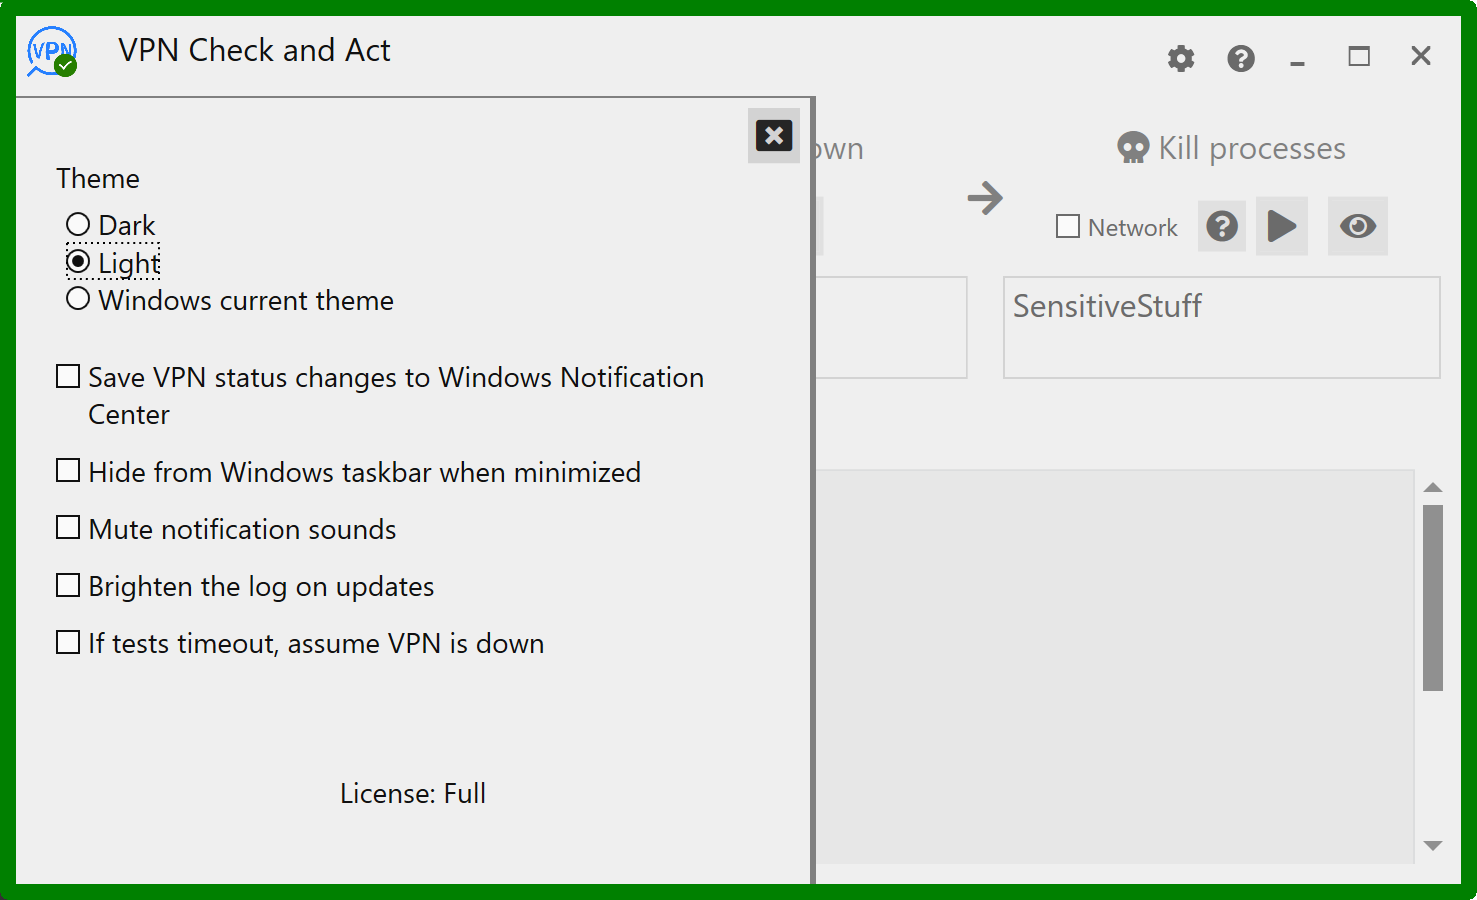 VPN
VPN Check and Act
Theme
Dark
Light
Windows current theme
Save VPN status changes to Windows Notification
Center
Hide from Windows taskbar when minimized
Mute notification sounds
Brighten the log on updates
If tests timeout, assume VPN is down
License: Full
Kill processes
Network
SensitiveStuff